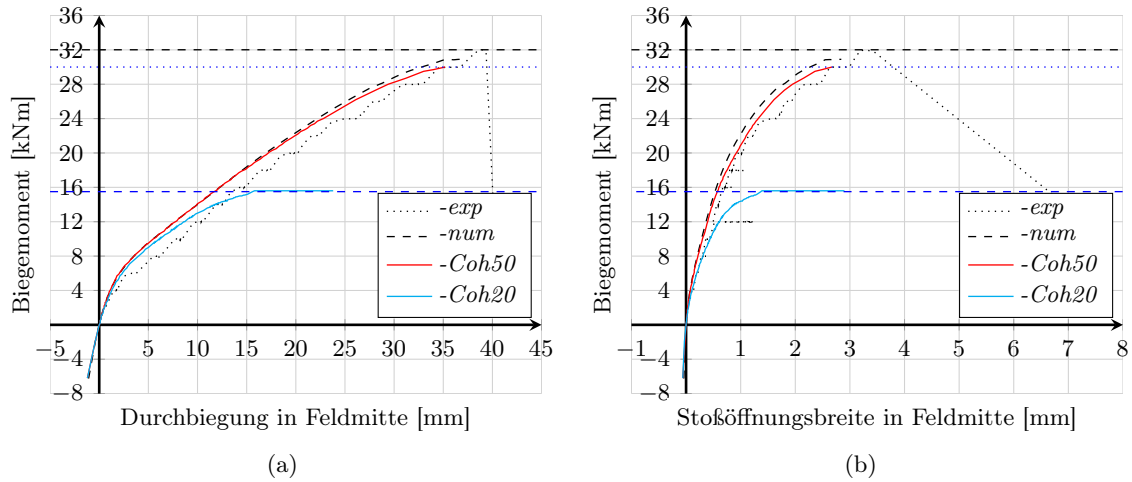 36
32
28
24
20
16
12
8
4
−4
−8
−5 5 10 15 20 25 30 35 40 45
Biegemoment [kNm]
Durchbiegung in Feldmitte [mm]
-exp
-num
-Coh50
-Coh20
(a)
36
32
28
24
20
16
12
8
4
−4
−8
−1 1 2 3 4 5 6 7 8
Biegemoment [kNm]
Stoßöffnungsbreite in Feldmitte [mm]
-exp
-num
-Coh50
-Coh20
(b)